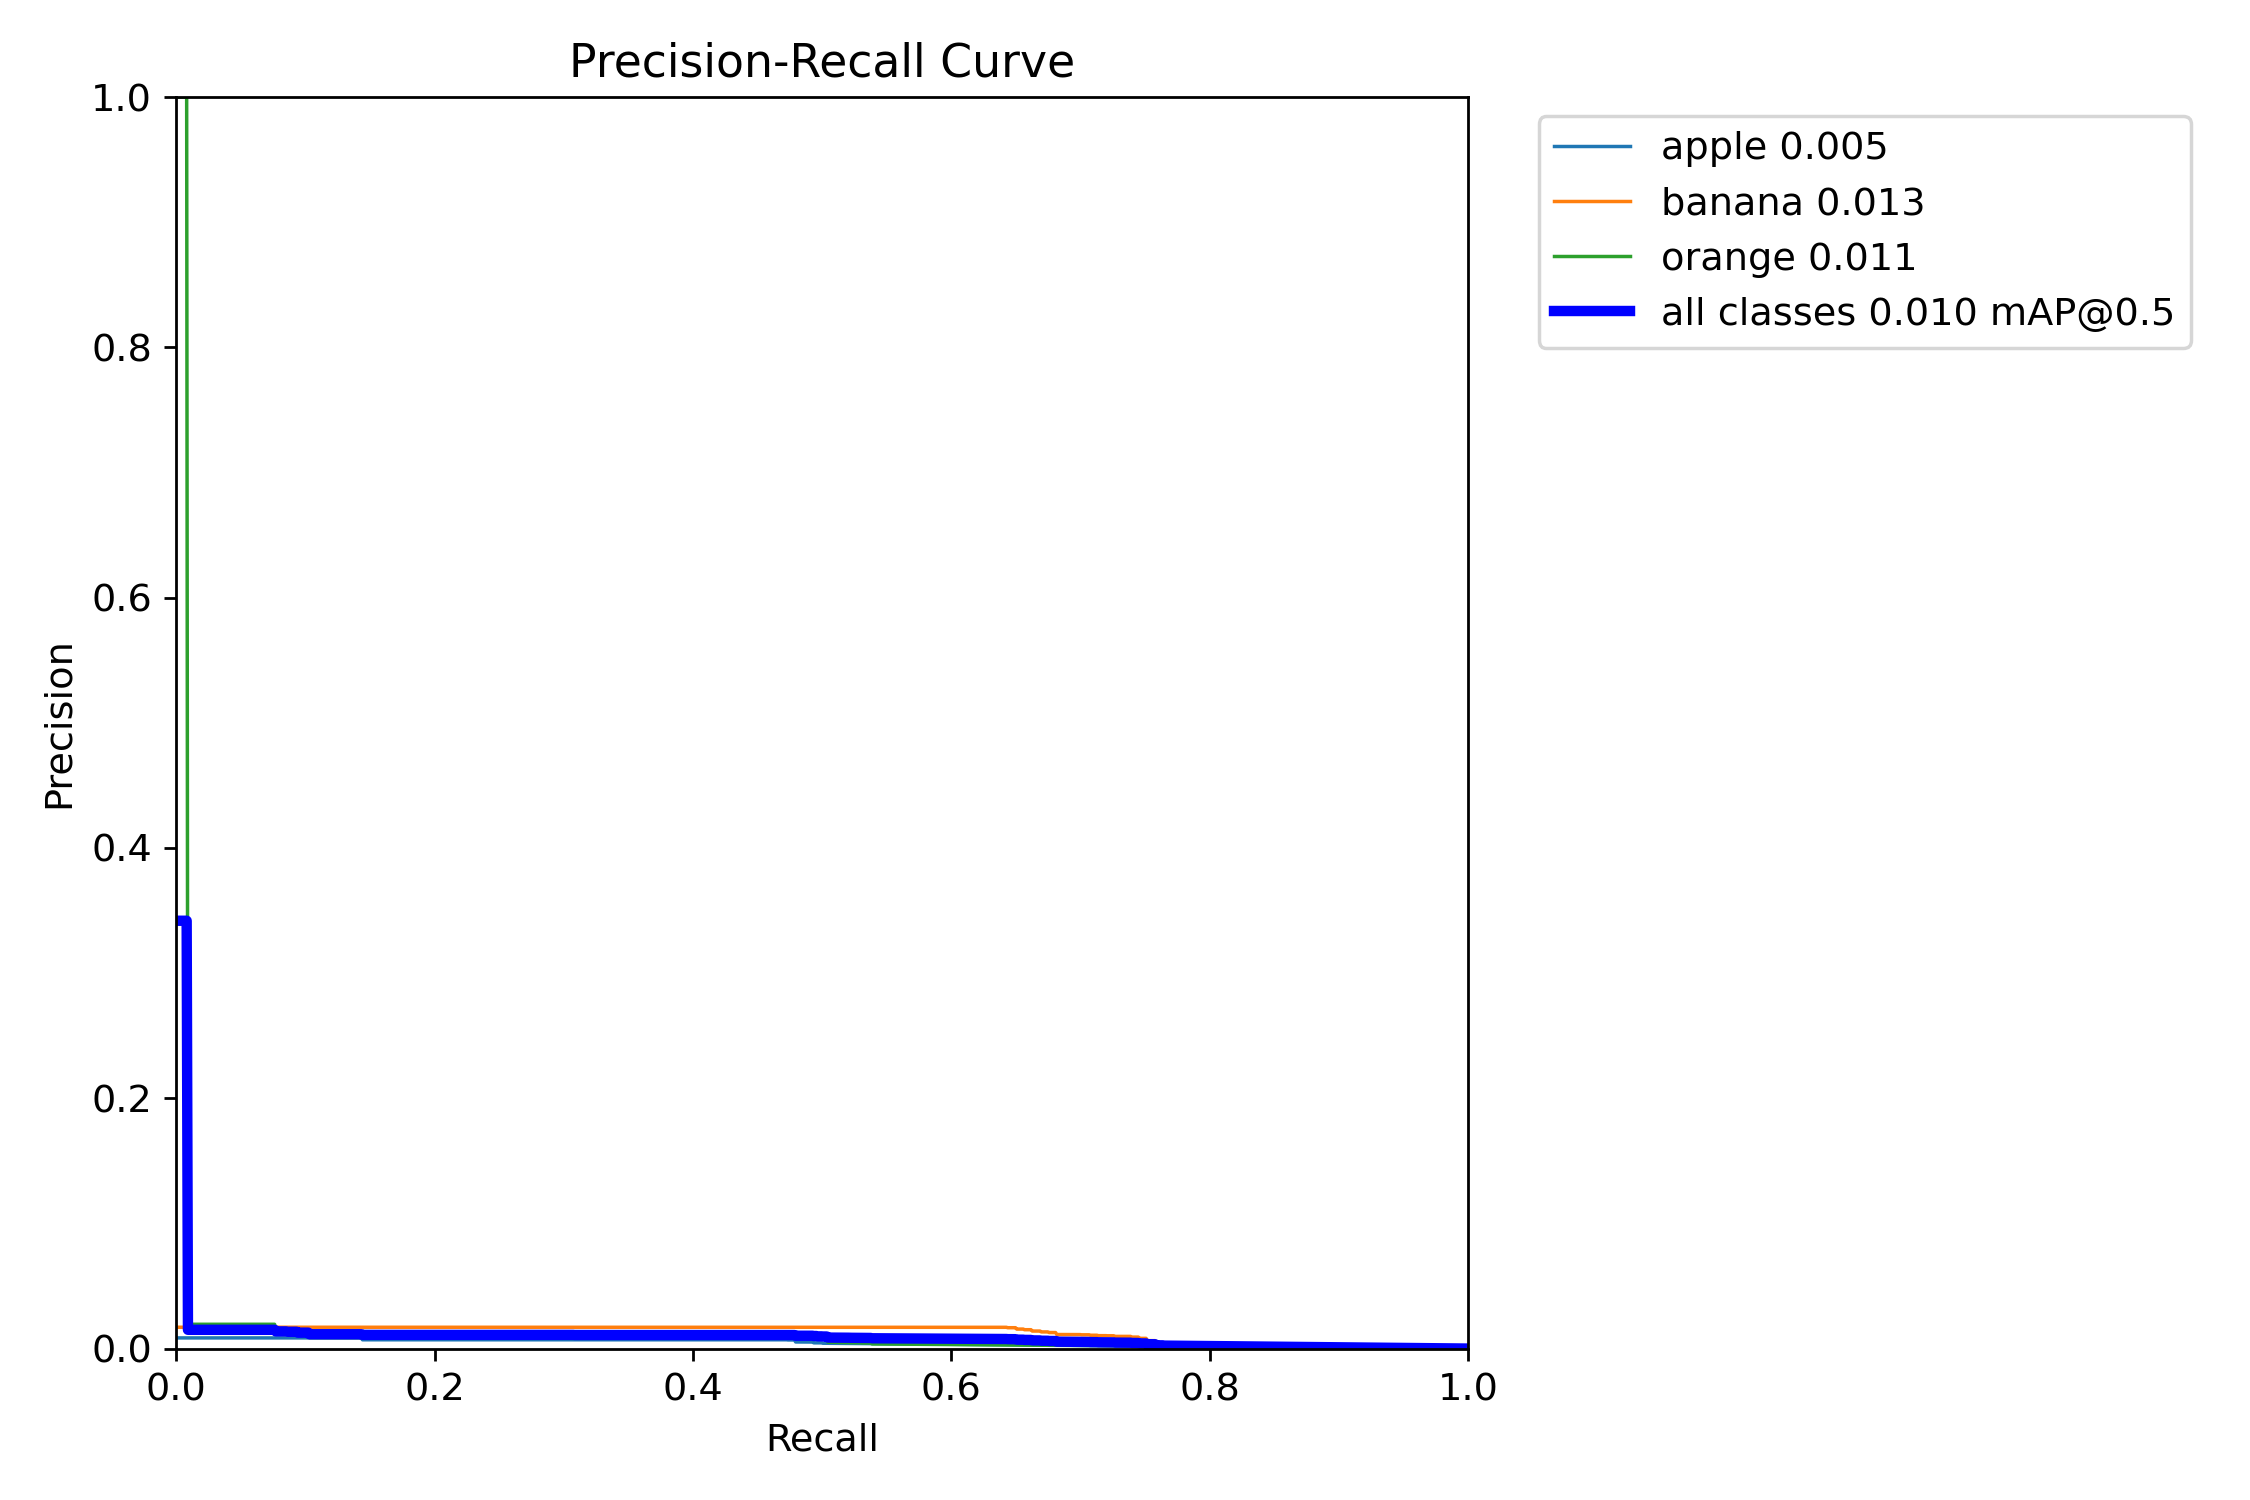 Precision-Recall Curve
1.0
0.8
0.6
0.4
0.2
0.0
Precision
0.0 0.2 0.4 0.6 0.8 1.0
Recall
apple 0.005
banana 0.013
orange 0.011
all classes 0.010 mAP@0.5